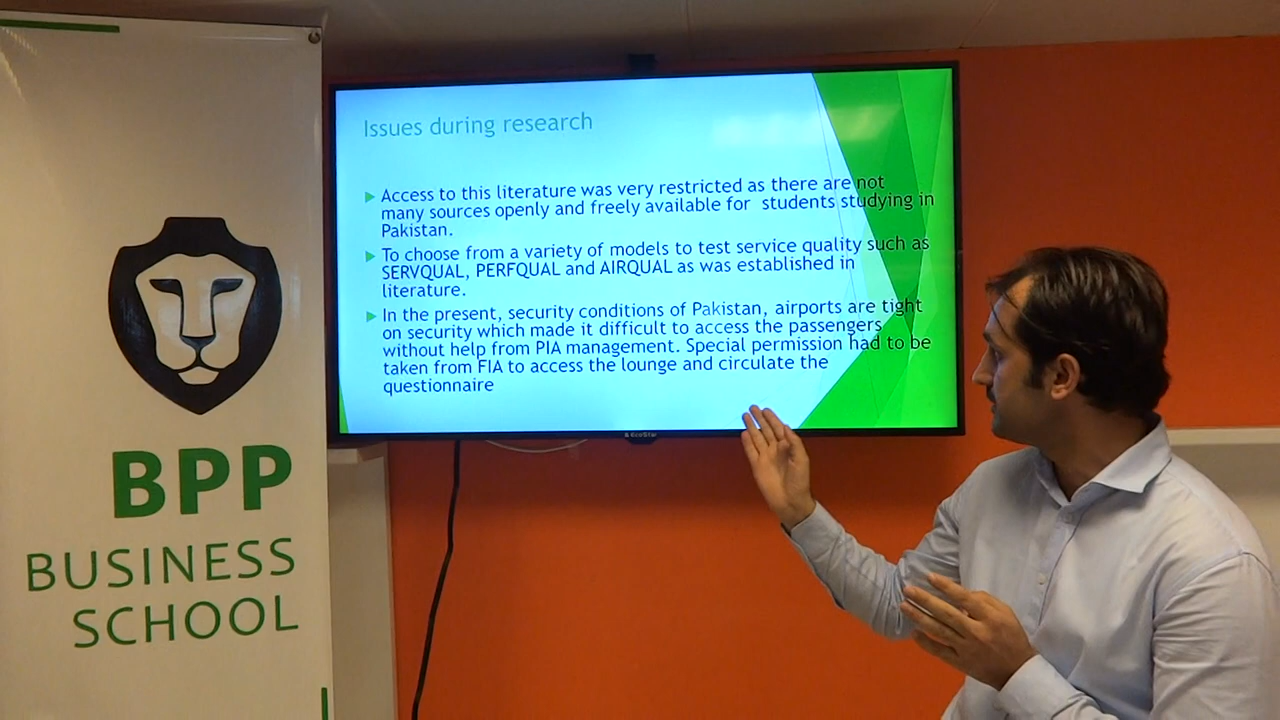 Issues during research
Access to this literature was very restricted as there are not
many sources openly and freely available for students studying in
Pakistan.
To choose from a variety of models to test service quality such as
SERVQUAL, PERFQUAL and AIRQUAL as was established in
literature.
In the present, security conditions of Pakistan, airports are tight
on security which made it difficult to access the passengers
without help from PIA management. Special permission had to be
taken from FIA to access the lounge and circulate the
questionnaire
EcoStar
BPP
BUSINESS
SCHOOL